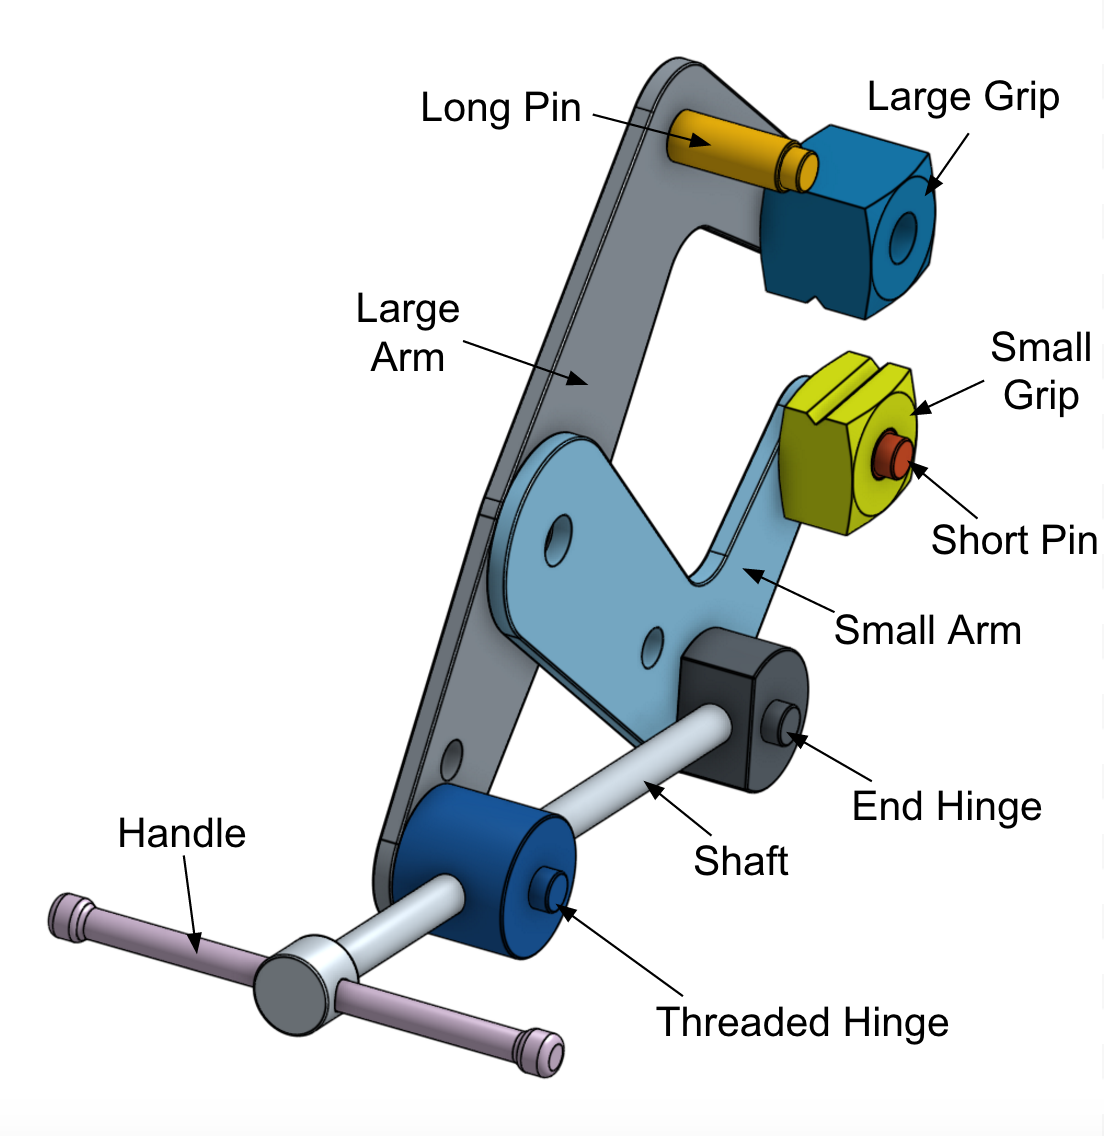 Long Pin
Large Grip
Large
Arm
Small
Grip
Short Pin
Small Arm
End Hinge
Handle
Shaft
Threaded Hinge